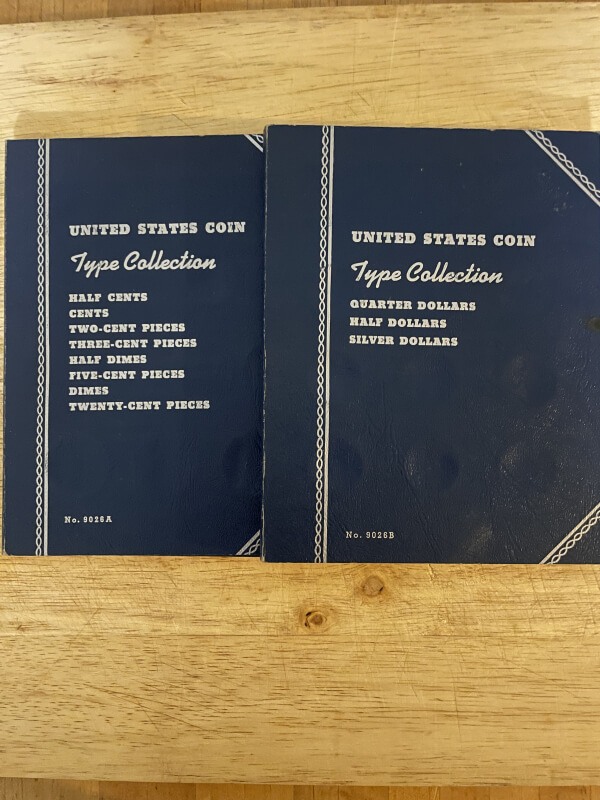 UNITED STATES COIN
Type Collection
HALF CENTS
CENTS
TWO-CENT PIECES
THREE-CENT PIECES
HALF DIMES
FIVE-CENT PIECES
DIMES
TWENTY-CENT PIECES
No. 9026A
UNITED STATES COIN
Type Collection
QUARTER DOLLARS
HALF DOLLARS
SILVER DOLLARS
No. 9026B